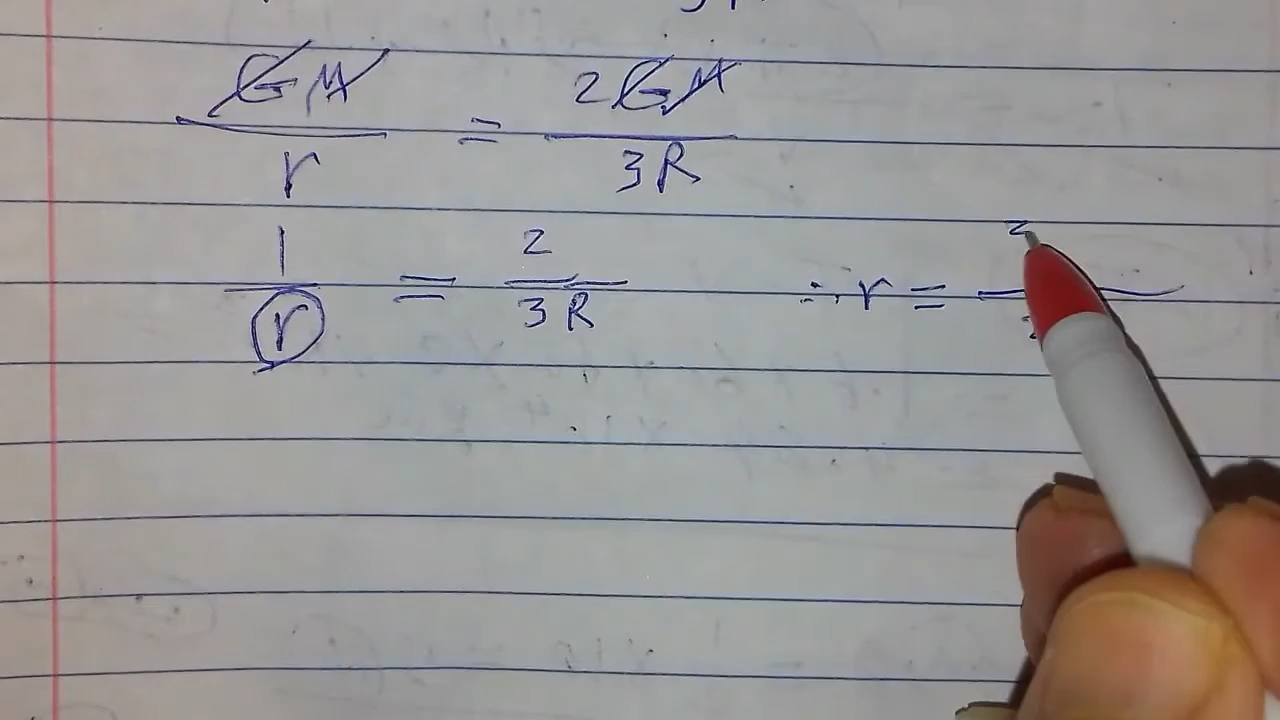 GM/r = 2GM/3R
1/r = 2/3R ∴ r =